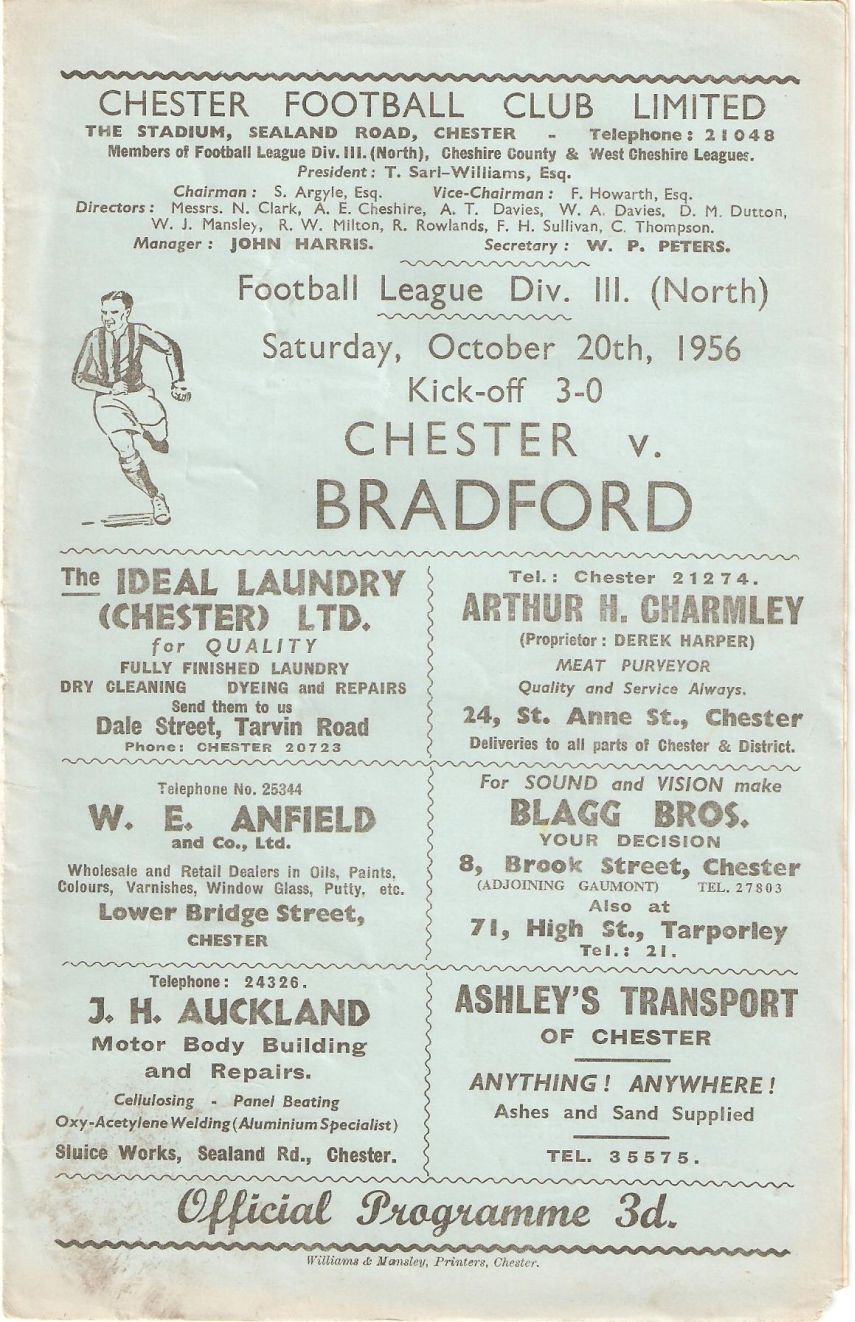 CHESTER FOOTBALL CLUB LIMITED
THE STADIUM, SEALAND ROAD, CHESTER - Telephone: 21048
Members of Football League Div. III. (North), Cheshire County & West Cheshire Leagues.
President: T. Sarl-Williams, Esq.
Chairman: S. Argyle, Esq. Vice-Chairman: F. Howarth, Esq.
Directors: Messrs. N. Clark, A. E. Cheshire, A. T. Davies, W. A. Davies, D. M. Dutton,
W. J. Mansley, R. W. Milton, R. Rowlands, F. H. Sullivan, C. Thompson.
Manager: JOHN HARRIS. Secretary: W. P. PETERS.
Football League Div. III. (North)
Saturday, October 20th, 1956
Kick-off 3-0
CHESTER v.
BRADFORD
The IDEAL LAUNDRY
(CHESTER) LTD.
for QUALITY
FULLY FINISHED LAUNDRY
DRY CLEANING DYEING and REPAIRS
Send them to us
Dale Street, Tarvin Road
Phone: CHESTER 20723
Tel.: Chester 21274.
ARTHUR H. CHARMLEY
(Proprietor: DEREK HARPER)
MEAT PURVEYOR
Quality and Service Always.
24, St. Anne St., Chester
Deliveries to all parts of Chester & District.
Telephone No. 25344
W. E. ANFIELD
and Co., Ltd.
Wholesale and Retail Dealers in Oils, Paints,
Colours, Varnishes, Window Glass, Putty, etc.
Lower Bridge Street,
CHESTER
For SOUND and VISION make
BLAGG BROS.
YOUR DECISION
8, Brook Street, Chester
(ADJOINING GAUMONT) TEL. 27803
Also at
71, High St., Tarporley
Tel.: 21.
Telephone: 24326.
J. H. AUCKLAND
Motor Body Building
and Repairs.
Cellulosing - Panel Beating
Oxy-Acetylene Welding (Aluminium Specialist)
Sluice Works, Sealand Rd., Chester.
ASHLEY'S TRANSPORT
OF CHESTER
ANYTHING! ANYWHERE!
Ashes and Sand Supplied
TEL. 35575.
Official Programme 3d.
Williams & Mansley, Printers, Chester.